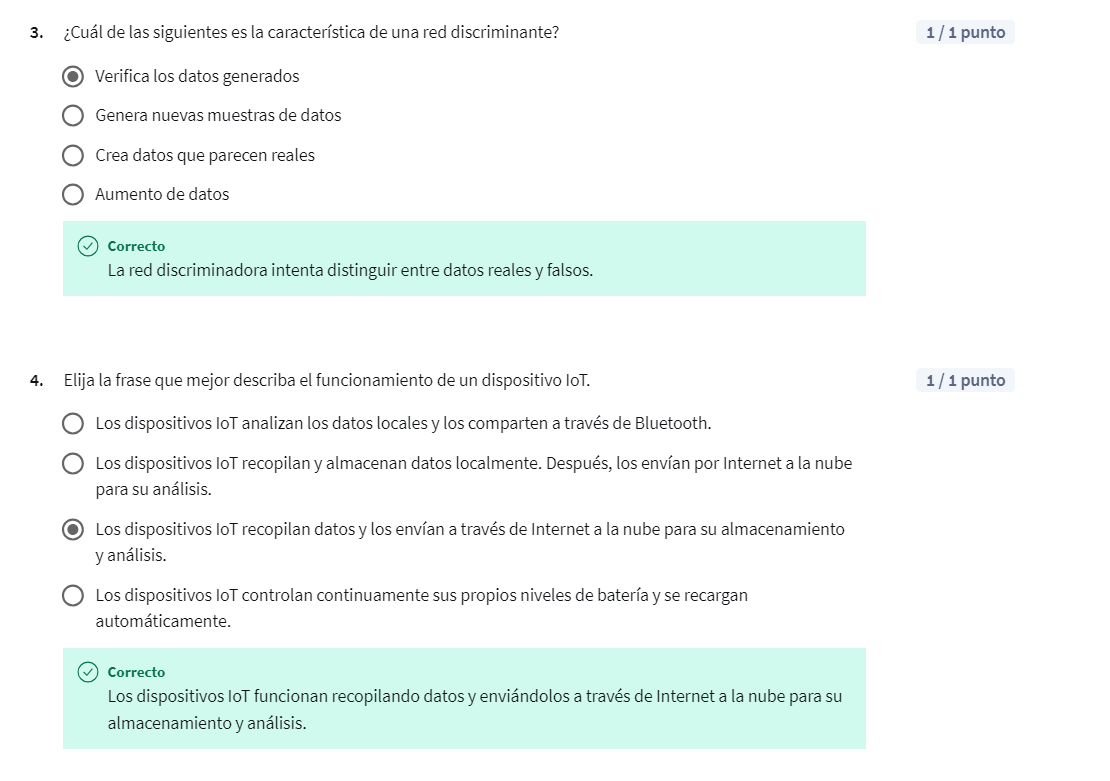 3. ¿Cuál de las siguientes es la característica de una red discriminante?
1 / 1 punto
Verifica los datos generados
Genera nuevas muestras de datos
Crea datos que parecen reales
Aumento de datos
Correcto
La red discriminadora intenta distinguir entre datos reales y falsos.
4. Elija la frase que mejor describa el funcionamiento de un dispositivo IoT.
1 / 1 punto
Los dispositivos IoT analizan los datos locales y los comparten a través de Bluetooth.
Los dispositivos IoT recopilan y almacenan datos localmente. Después, los envían por Internet a la nube
para su análisis.
Los dispositivos IoT recopilan datos y los envían a través de Internet a la nube para su almacenamiento
y análisis.
Los dispositivos IoT controlan continuamente sus propios niveles de batería y se recargan
automáticamente.
Correcto
Los dispositivos IoT funcionan recopilando datos y enviándolos a través de Internet a la nube para su
almacenamiento y análisis.